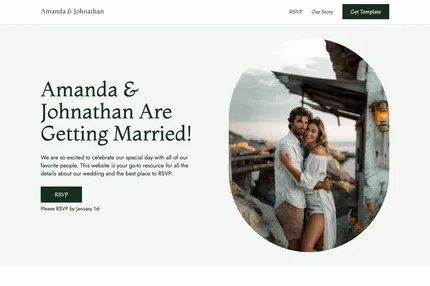 Amanda & Johnathan
RSVP
Our Story
Get Template
Amanda &
Johnathan Are
Getting Married!
We are so excited to celebrate our special day with all of our
favorite people. This website is your go-to resource for all the
details about our wedding and the best place to RSVP.
RSVP
Please RSVP by January 1st